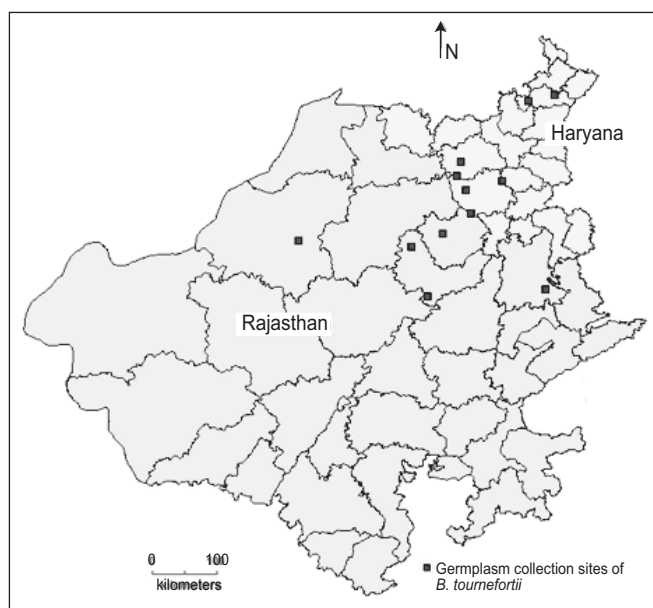 N
Haryana
Rajasthan
0 100
kilometers
Germplasm collection sites of
B. tournefortii